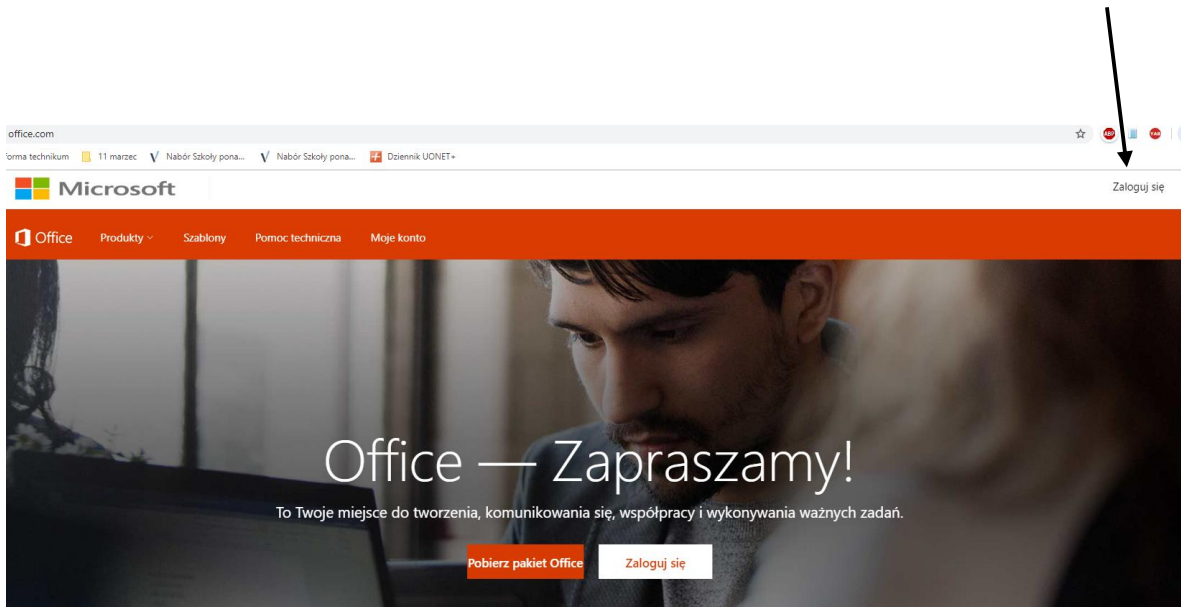 office.com
forma technikum 11 marzec Nabór Szkoły pona... Nabór Szkoły pona... Dziennik UONET+
ABP
Microsoft
Zaloguj się
Office Produkty Szablony Pomoc techniczna Moje konto
Office — Zapraszamy!
To Twoje miejsce do tworzenia, komunikowania się, współpracy i wykonywania ważnych zadań.
Pobierz pakiet Office Zaloguj się